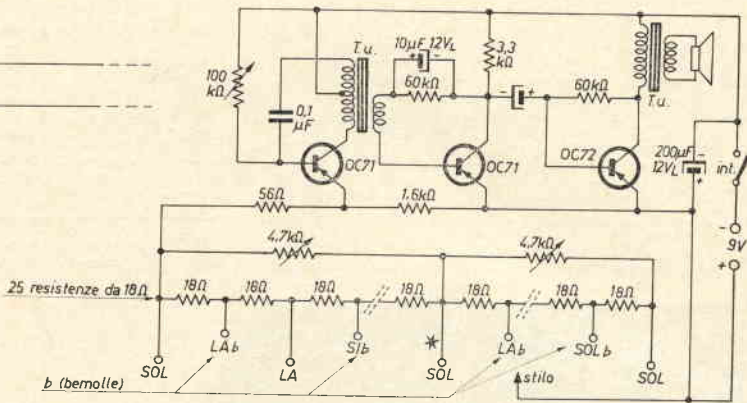 T.u.
10µF 12VL
+ -
3,3 kΩ
100 kΩ
60kΩ
- +
60kΩ
T.u.
0,1 µF
OC71
OC71
OC72
200µF -
12VL +
int.
56Ω
1.6kΩ
-
9V
+
4,7kΩ
4.7kΩ
25 resistenze da 18Ω
18Ω
18Ω
18Ω
18Ω
18Ω
18Ω
18Ω
SOL
LAb
LA
SIb
*
SOL
LAb
SOLb
SOL
b (bemolle)
stilo